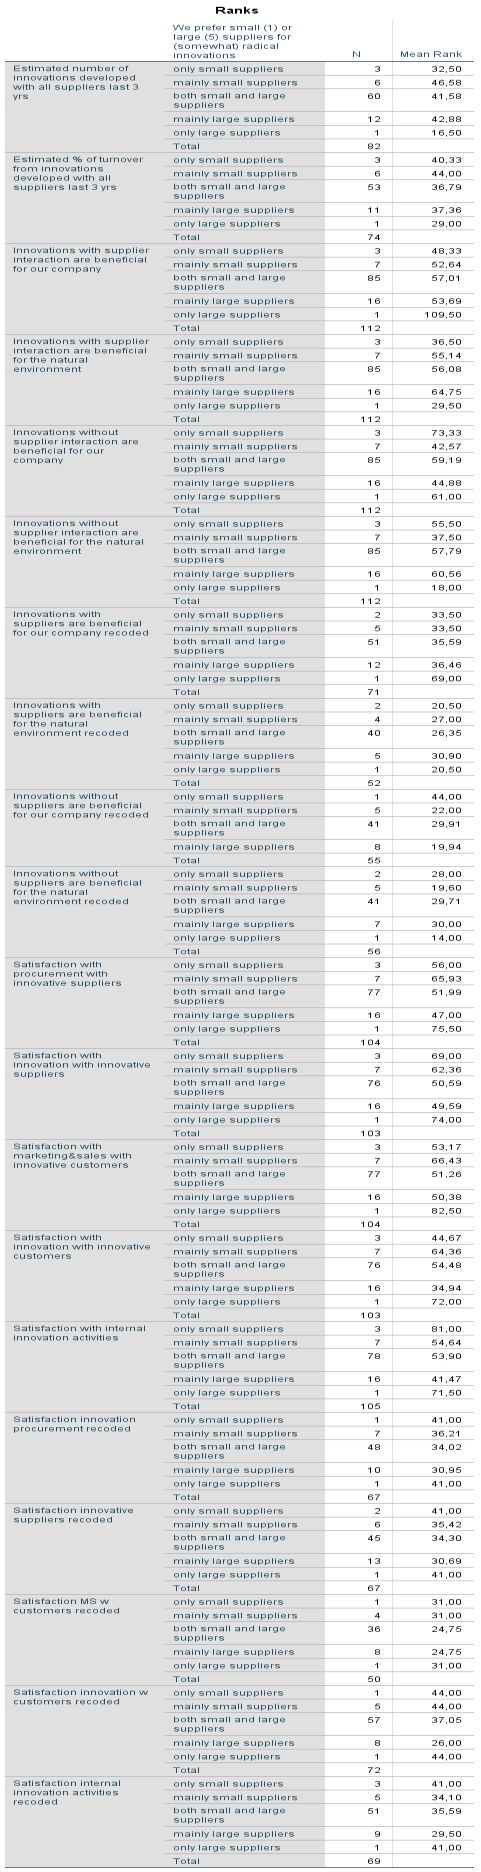 Ranks
We prefer small (1) or
large (5) suppliers for
(somewhat) radical
innovations N Mean Rank
Estimated number of
innovations developed
with all suppliers last 3
yrs
only small suppliers 3 32,50
mainly small suppliers 6 46,58
both small and large
suppliers 60 41,58
mainly large suppliers 12 42,88
only large suppliers 1 16,50
Total 82
Estimated % of turnover
from innovations
developed with all
suppliers last 3 yrs
only small suppliers 3 40,33
mainly small suppliers 6 44,00
both small and large
suppliers 53 36,79
mainly large suppliers 11 37,36
only large suppliers 1 29,00
Total 74
Innovations with supplier
interaction are beneficial
for our company
only small suppliers 3 48,33
mainly small suppliers 7 52,64
both small and large
suppliers 85 57,01
mainly large suppliers 16 53,69
only large suppliers 1 109,50
Total 112
Innovations with supplier
interaction are beneficial
for the natural
environment
only small suppliers 3 36,50
mainly small suppliers 7 55,14
both small and large
suppliers 85 56,08
mainly large suppliers 16 64,75
only large suppliers 1 29,50
Total 112
Innovations without
supplier interaction are
beneficial for our
company
only small suppliers 3 73,33
mainly small suppliers 7 42,57
both small and large
suppliers 85 59,19
mainly large suppliers 16 44,88
only large suppliers 1 61,00
Total 112
Innovations without
supplier interaction are
beneficial for the natural
environment
only small suppliers 3 55,50
mainly small suppliers 7 37,50
both small and large
suppliers 85 57,79
mainly large suppliers 16 60,56
only large suppliers 1 18,00
Total 112
Innovations with
suppliers are beneficial
for our company recoded
only small suppliers 2 33,50
mainly small suppliers 5 33,50
both small and large
suppliers 51 35,59
mainly large suppliers 12 36,46
only large suppliers 1 69,00
Total 71
Innovations with
suppliers are beneficial
for the natural
environment recoded
only small suppliers 2 20,50
mainly small suppliers 4 27,00
both small and large
suppliers 40 26,35
mainly large suppliers 5 30,90
only large suppliers 1 20,50
Total 52
Innovations without
suppliers are beneficial
for our company recoded
only small suppliers 1 44,00
mainly small suppliers 5 22,00
both small and large
suppliers 41 29,91
mainly large suppliers 8 19,94
Total 55
Innovations without
suppliers are beneficial
for the natural
environment recoded
only small suppliers 2 28,00
mainly small suppliers 5 19,60
both small and large
suppliers 41 29,71
mainly large suppliers 7 30,00
only large suppliers 1 14,00
Total 56
Satisfaction with
procurement with
innovative suppliers
only small suppliers 3 56,00
mainly small suppliers 7 65,93
both small and large
suppliers 77 51,99
mainly large suppliers 16 47,00
only large suppliers 1 75,50
Total 104
Satisfaction with
innovation with innovative
suppliers
only small suppliers 3 69,00
mainly small suppliers 7 62,36
both small and large
suppliers 76 50,59
mainly large suppliers 16 49,59
only large suppliers 1 74,00
Total 103
Satisfaction with
marketing&sales with
innovative customers
only small suppliers 3 53,17
mainly small suppliers 7 66,43
both small and large
suppliers 77 51,26
mainly large suppliers 16 50,38
only large suppliers 1 82,50
Total 104
Satisfaction with
innovation with innovative
customers
only small suppliers 3 44,67
mainly small suppliers 7 64,36
both small and large
suppliers 76 54,48
mainly large suppliers 16 34,94
only large suppliers 1 72,00
Total 103
Satisfaction with internal
innovation activities
only small suppliers 3 81,00
mainly small suppliers 7 54,64
both small and large
suppliers 78 53,90
mainly large suppliers 16 41,47
only large suppliers 1 71,50
Total 105
Satisfaction innovation
procurement recoded
only small suppliers 1 41,00
mainly small suppliers 7 36,21
both small and large
suppliers 48 34,02
mainly large suppliers 10 30,95
only large suppliers 1 41,00
Total 67
Satisfaction innovative
suppliers recoded
only small suppliers 2 41,00
mainly small suppliers 6 35,42
both small and large
suppliers 45 34,30
mainly large suppliers 13 30,69
only large suppliers 1 41,00
Total 67
Satisfaction MS w
customers recoded
only small suppliers 1 31,00
mainly small suppliers 4 31,00
both small and large
suppliers 36 24,75
mainly large suppliers 8 24,75
only large suppliers 1 31,00
Total 50
Satisfaction innovation w
customers recoded
only small suppliers 1 44,00
mainly small suppliers 5 44,00
both small and large
suppliers 57 37,05
mainly large suppliers 8 26,00
only large suppliers 1 44,00
Total 72
Satisfaction internal
innovation activities
recoded
only small suppliers 3 41,00
mainly small suppliers 5 34,10
both small and large
suppliers 51 35,59
mainly large suppliers 9 29,50
only large suppliers 1 41,00
Total 69